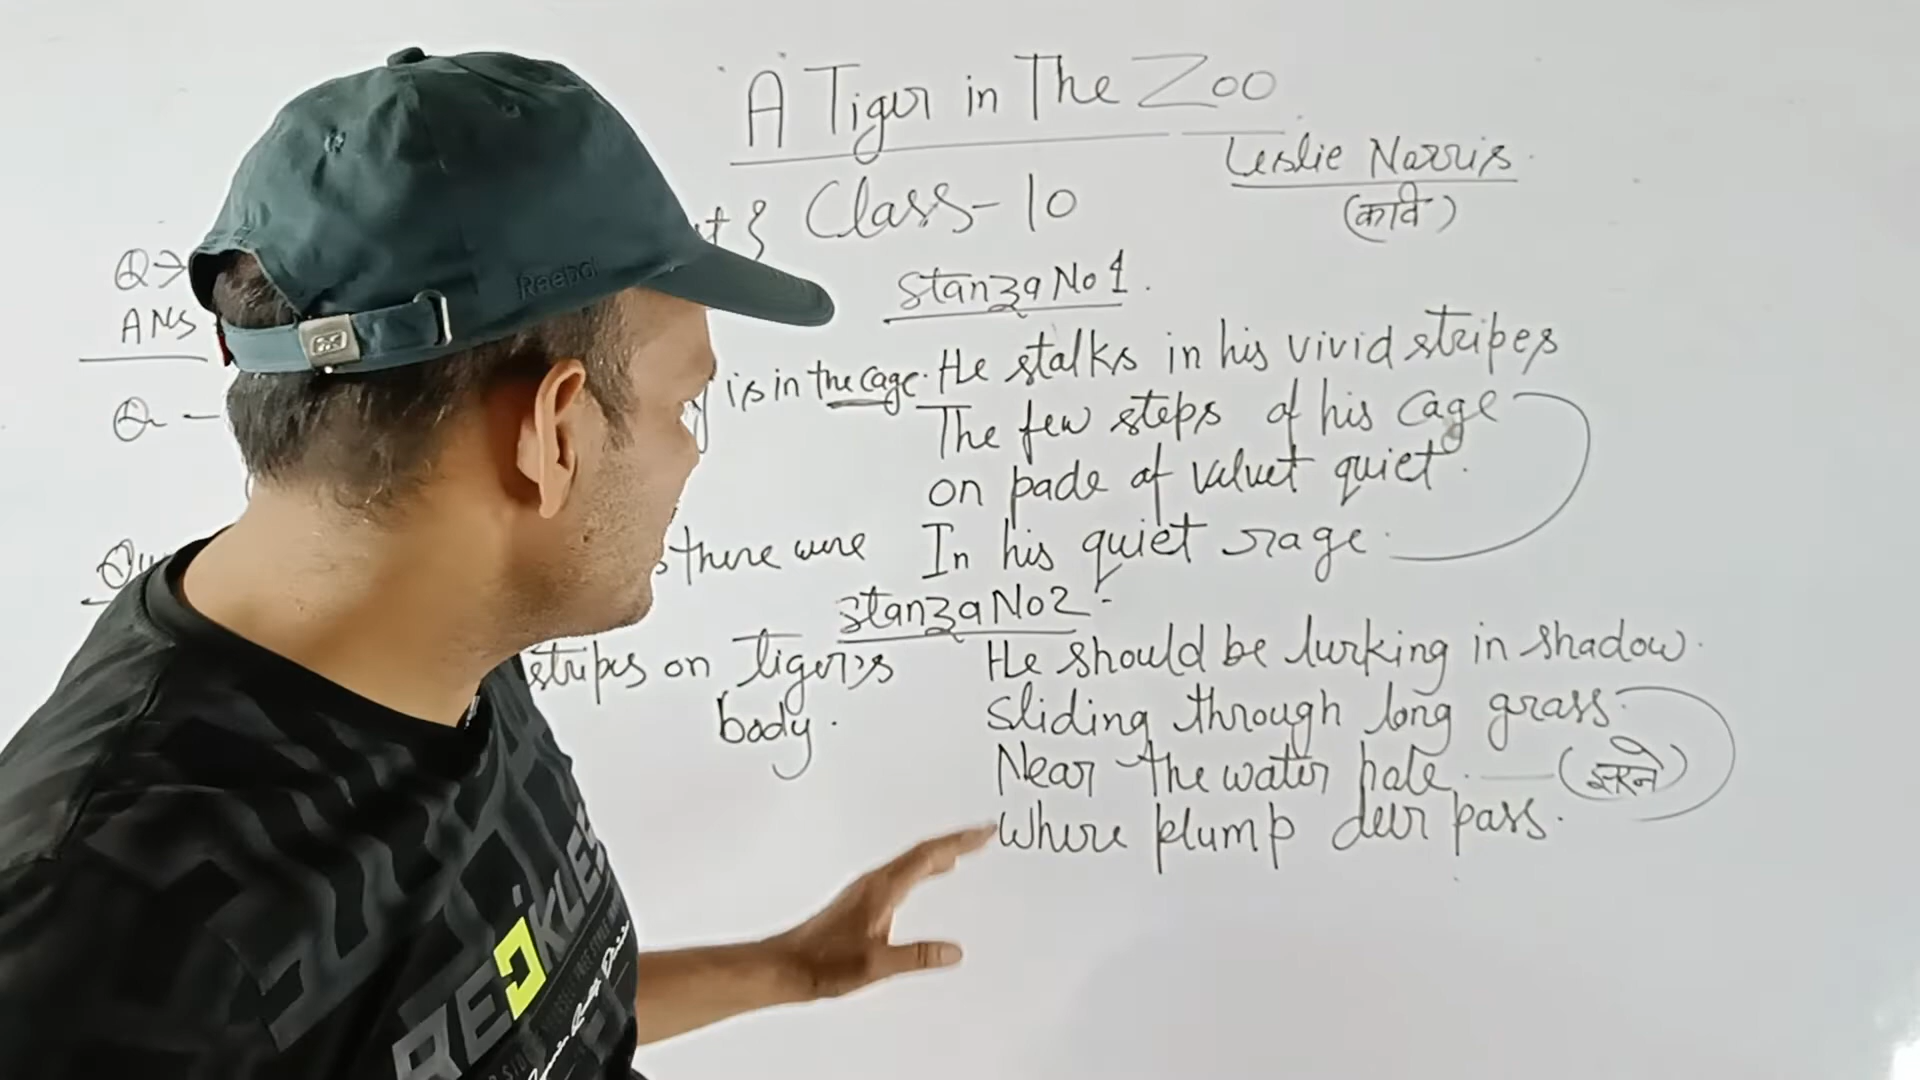 A Tiger in The Zoo
Leslie Norris
(कवि)
Class-10
Q→
ANS
Stanza No 1.
He stalks in his vivid stripes
is in the cage.
The few steps of his cage
Q -
on pade of velvet quiet.
In his quiet rage.
there were
Stanza No 2
He should be lurking in shadow.
stripes on Tiger's
body.
sliding through long grass.
Near the water hole. (झरने)
where plump deer pass.
Reebok